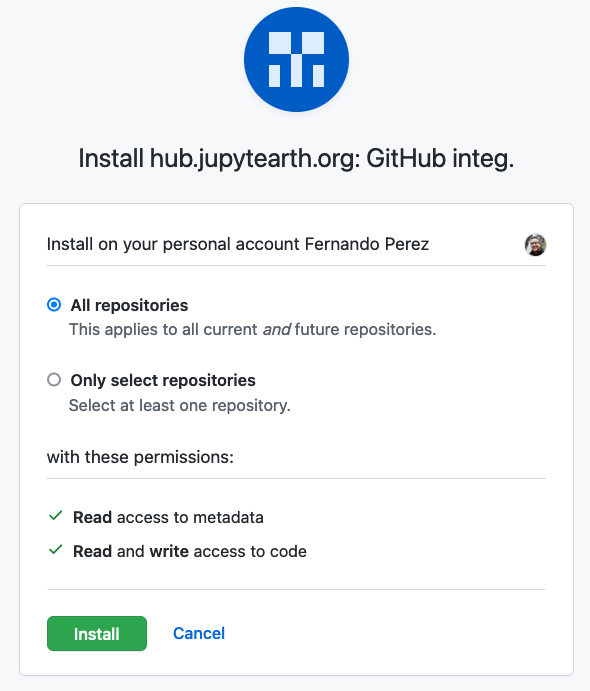 Install hub.jupytearth.org: GitHub integ.
Install on your personal account Fernando Perez
All repositories
This applies to all current and future repositories.
Only select repositories
Select at least one repository.
with these permissions:
Read access to metadata
Read and write access to code
Install Cancel